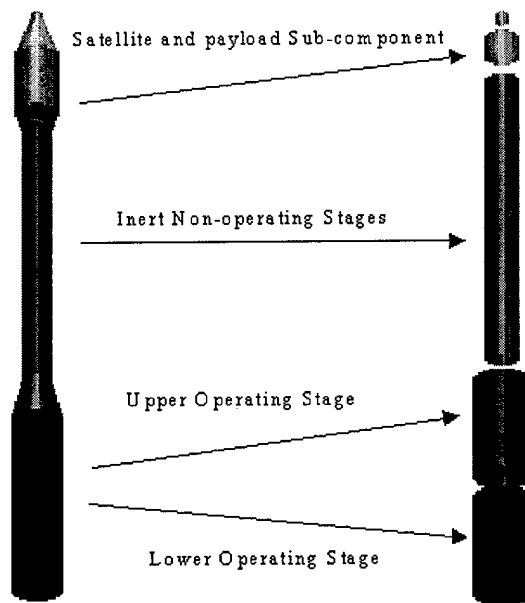 Satellite and payload Sub-component
Inert Non-operating Stages
Upper Operating Stage
Lower Operating Stage